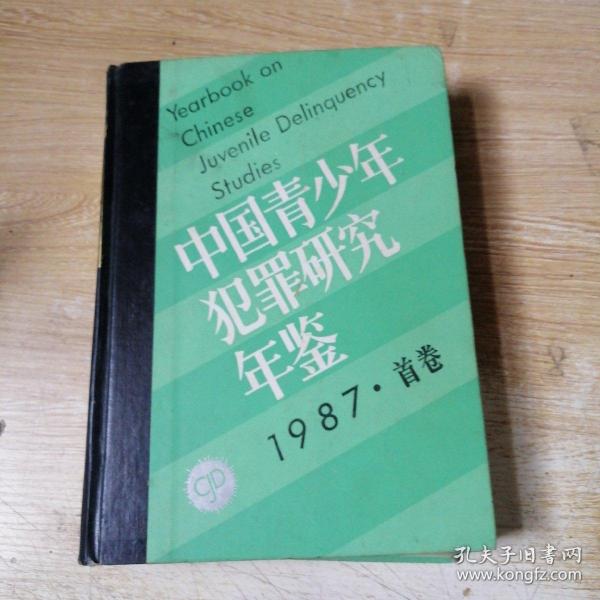 Yearbook on
Chinese
Juvenile Delinquency
Studies
中国青少年
犯罪研究
年鉴
1987·首卷
孔夫子旧书网
www.kongfz.com